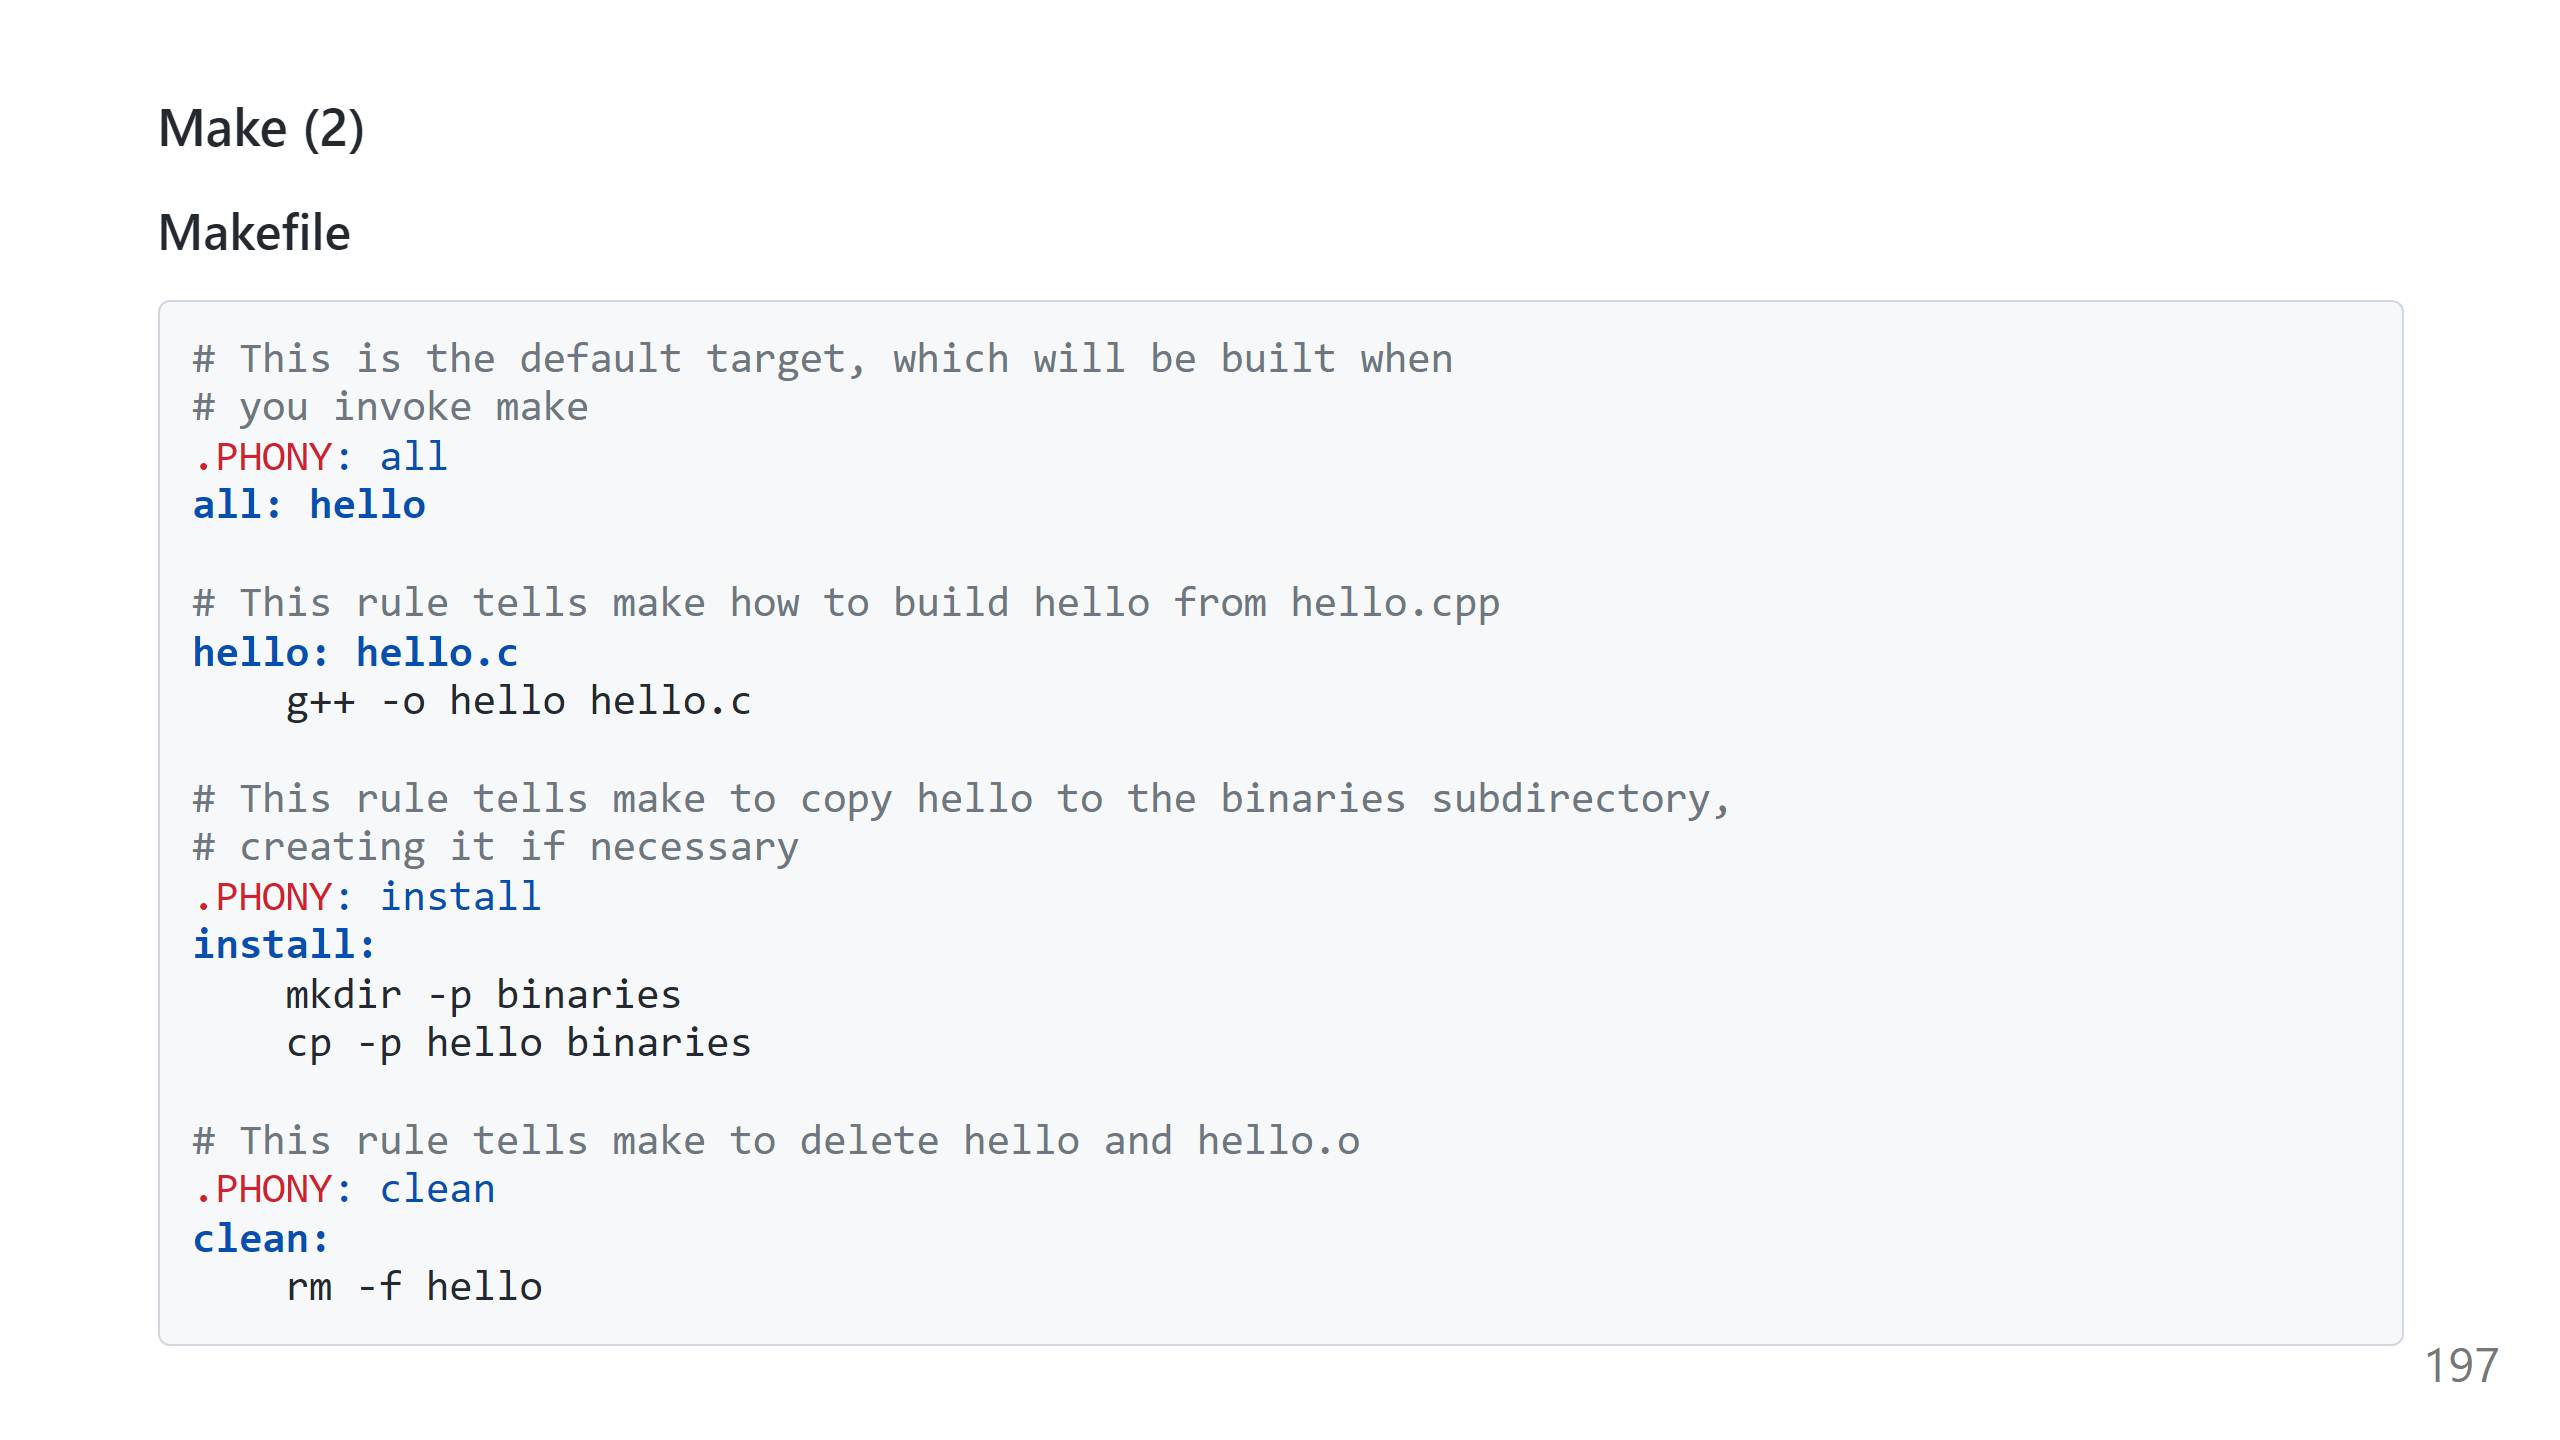 Make (2)
Makefile
# This is the default target, which will be built when
# you invoke make
.PHONY: all
all: hello
# This rule tells make how to build hello from hello.cpp
hello: hello.c
    g++ -o hello hello.c
# This rule tells make to copy hello to the binaries subdirectory,
# creating it if necessary
.PHONY: install
install:
    mkdir -p binaries
    cp -p hello binaries
# This rule tells make to delete hello and hello.o
.PHONY: clean
clean:
    rm -f hello
197